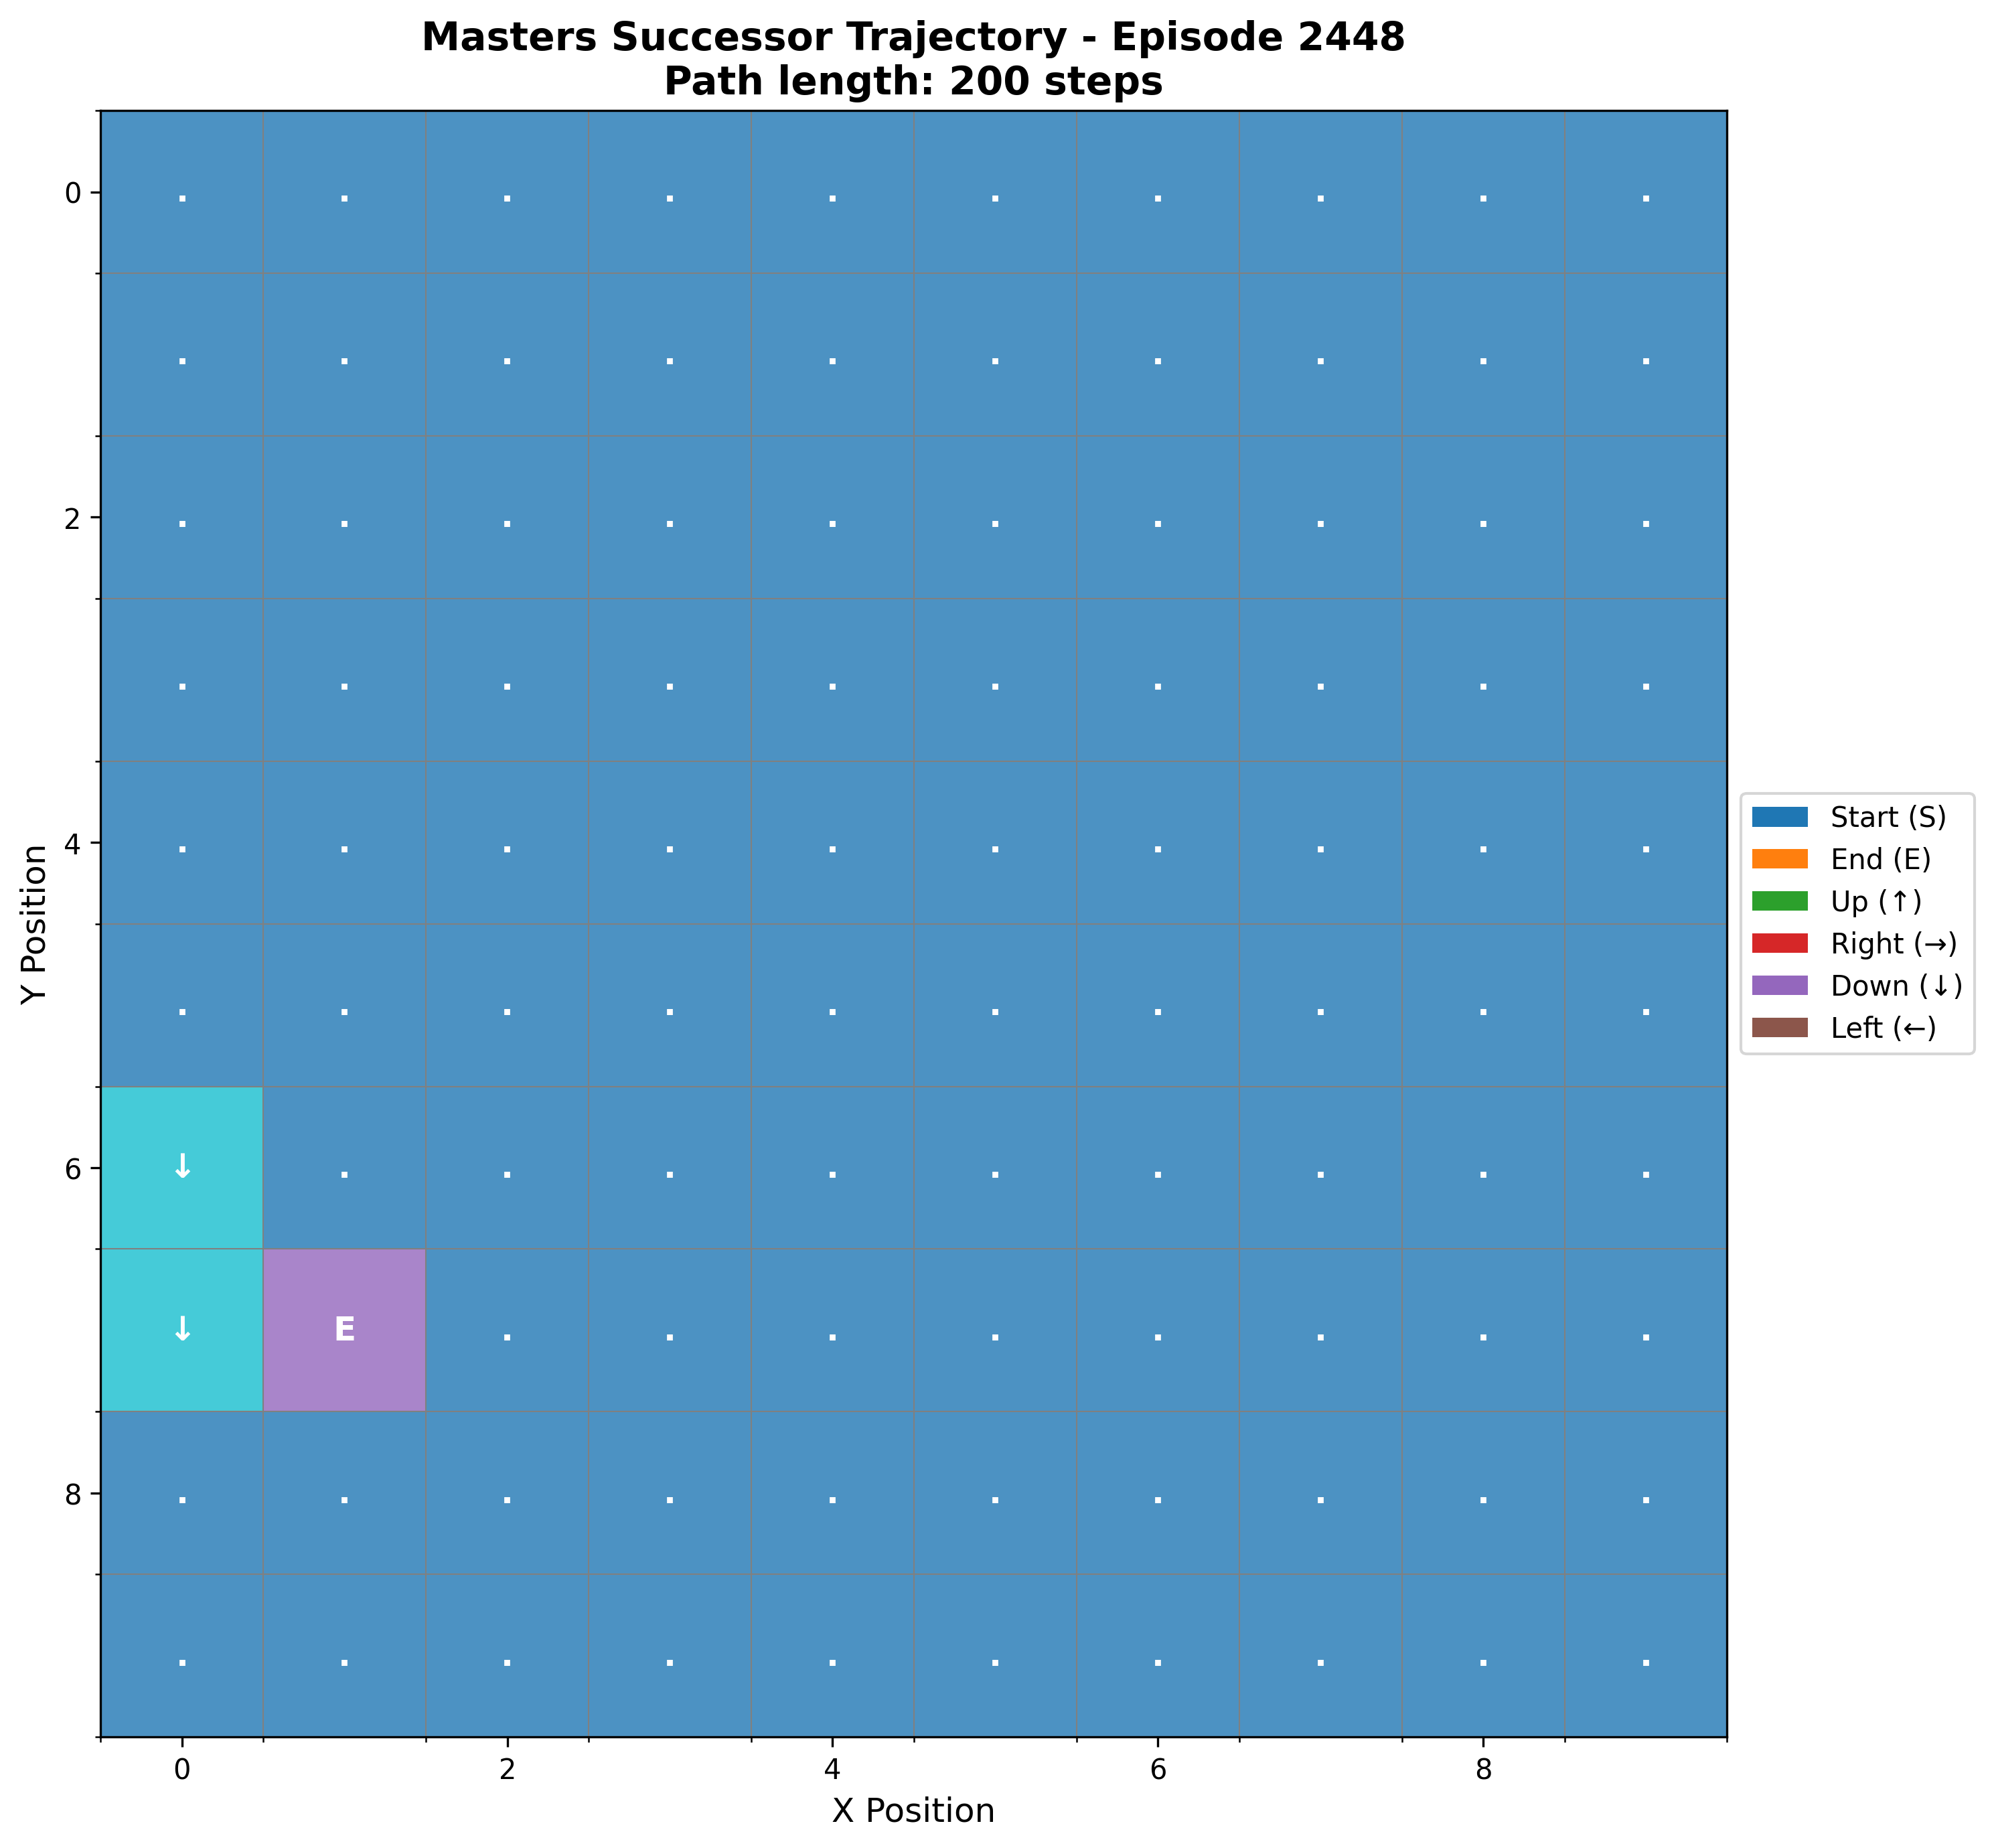 Masters Successor Trajectory - Episode 2448
Path length: 200 steps
0
. . . . . . . . . .
. . . . . . . . . .
2
. . . . . . . . . .
. . . . . . . . . .
4
. . . . . . . . . .
. . . . . . . . . .
6
↓ . . . . . . . . .
↓ E . . . . . . . .
8
. . . . . . . . . .
. . . . . . . . . .
0 2 4 6 8
X Position
Y Position
Start (S)
End (E)
Up (↑)
Right (→)
Down (↓)
Left (←)